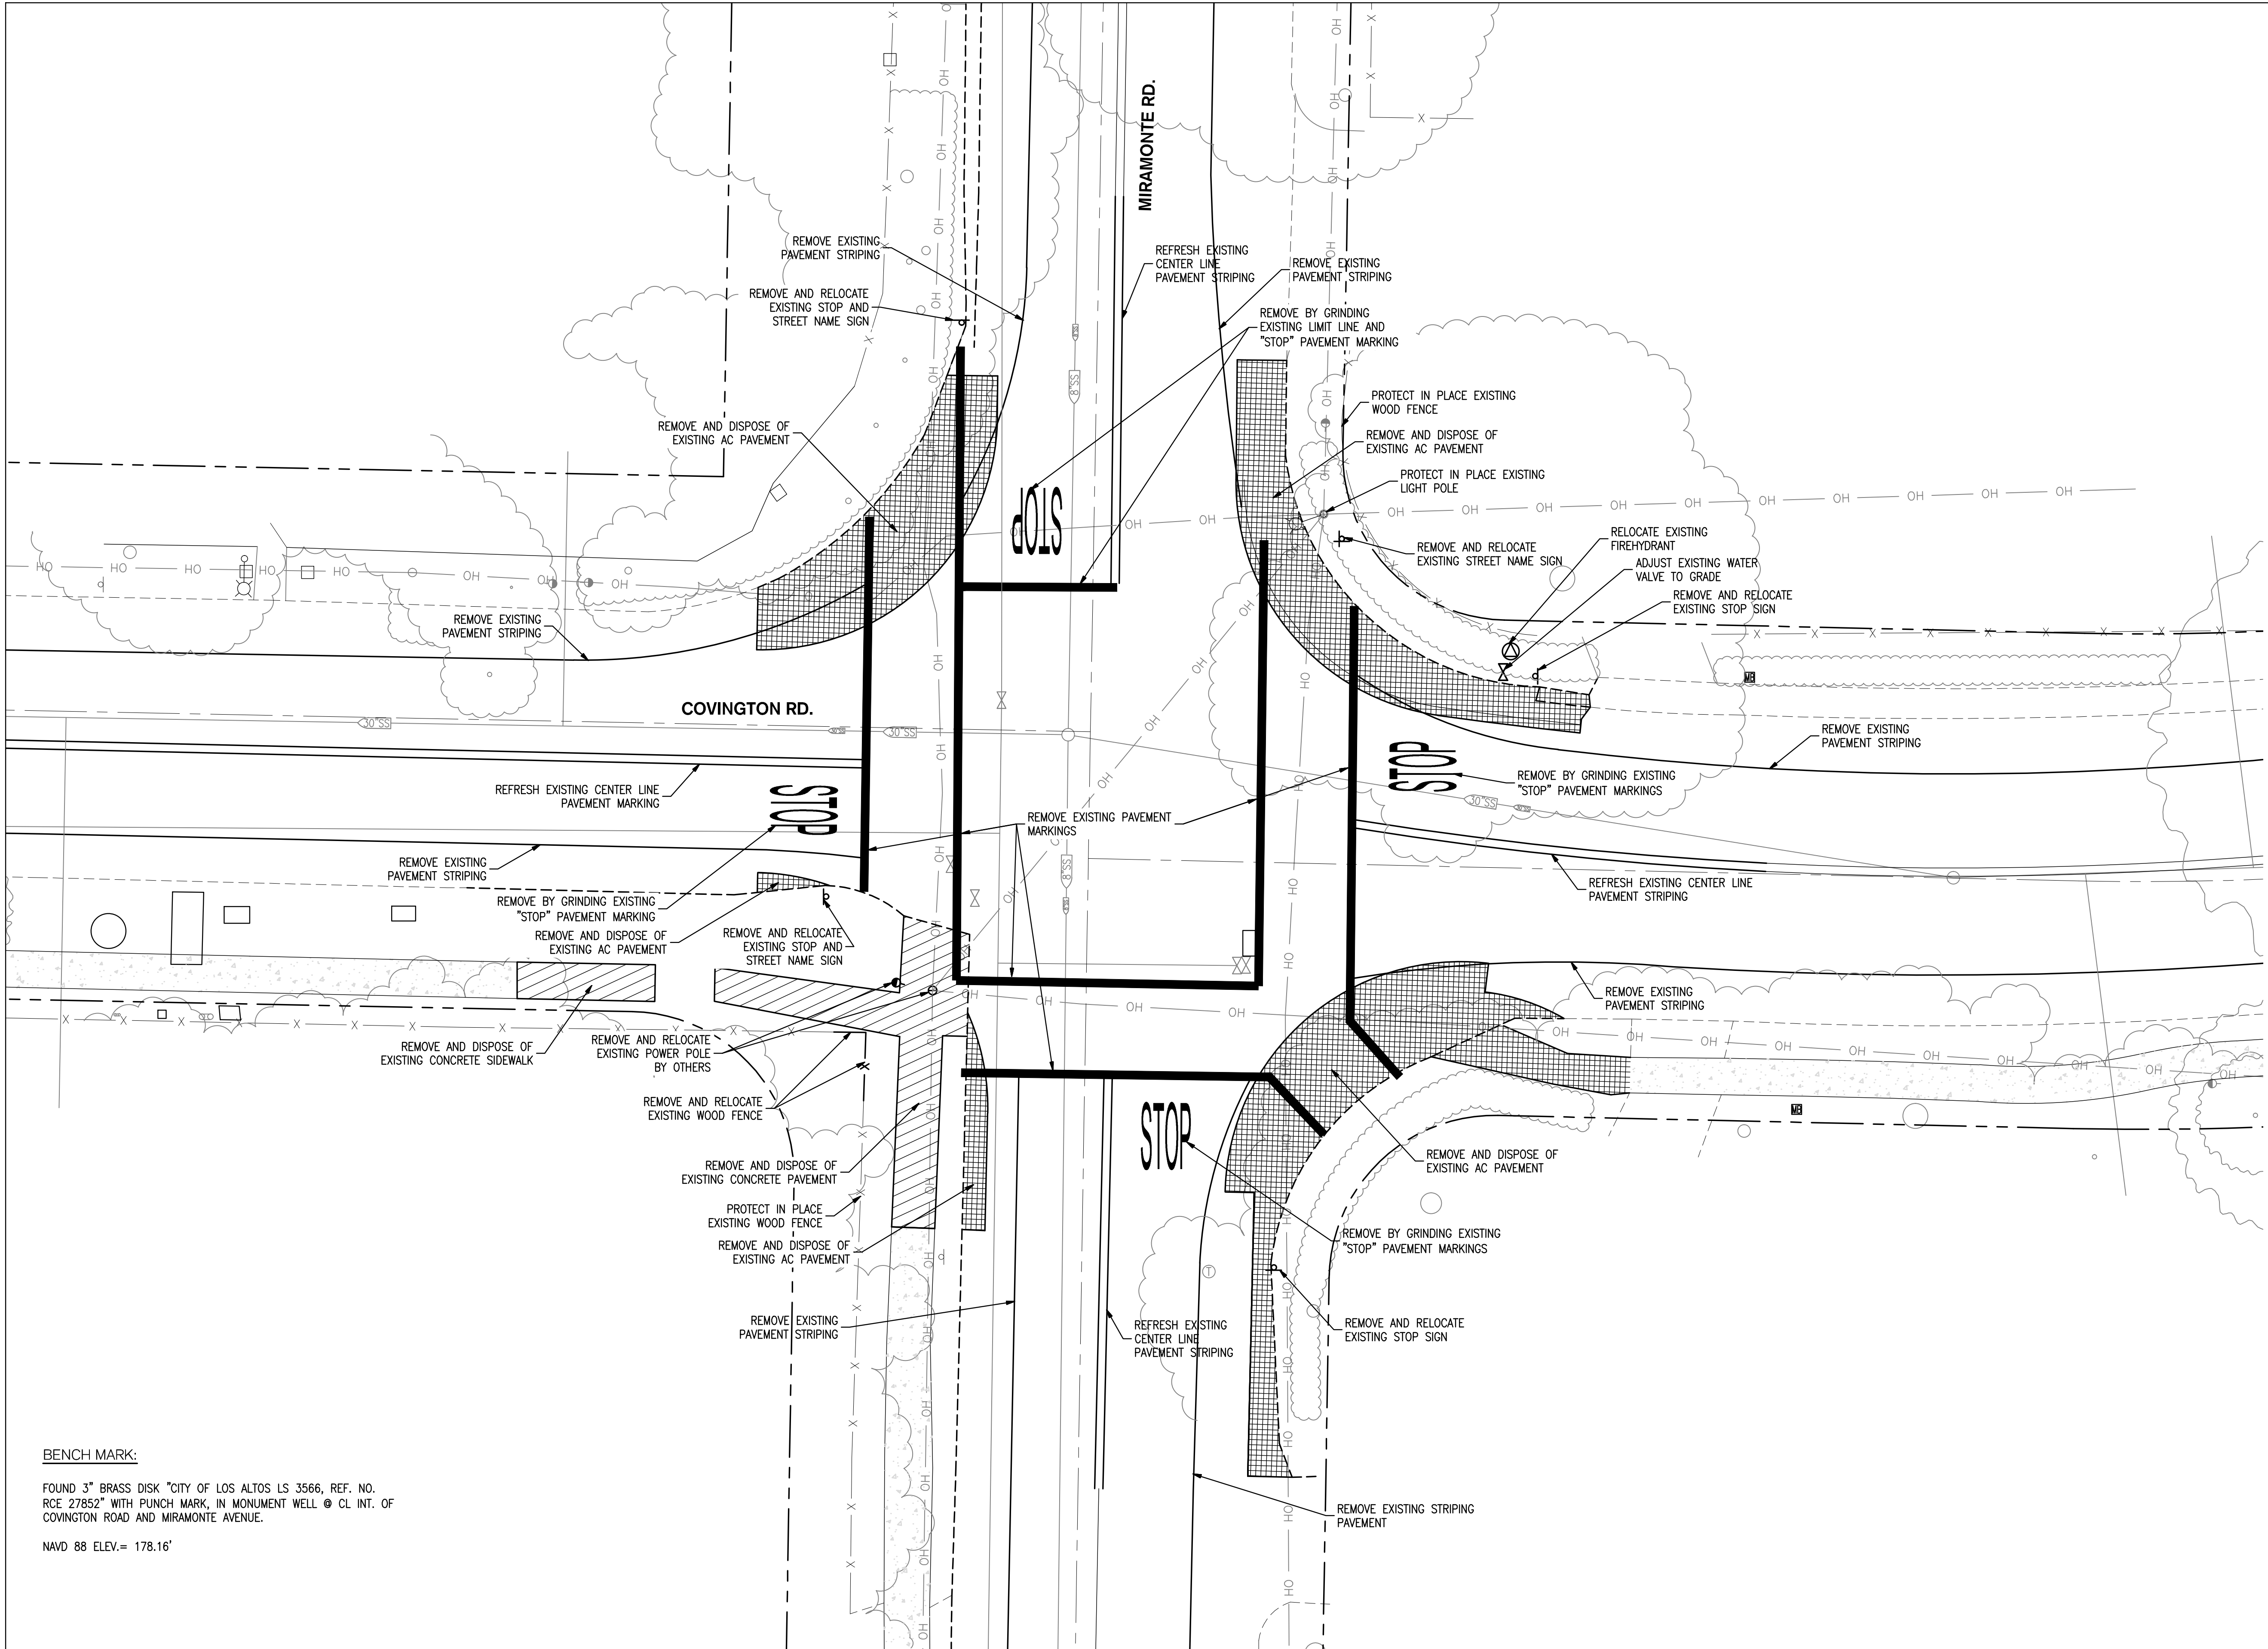 MIRAMONTE RD.
REMOVE EXISTING
PAVEMENT STRIPING
REFRESH EXISTING
CENTER LINE
PAVEMENT STRIPING
REMOVE EXISTING
PAVEMENT STRIPING
REMOVE AND RELOCATE
EXISTING STOP AND
STREET NAME SIGN
REMOVE BY GRINDING
EXISTING LIMIT LINE AND
"STOP" PAVEMENT MARKING
8"SS
PROTECT IN PLACE EXISTING
WOOD FENCE
REMOVE AND DISPOSE OF
EXISTING AC PAVEMENT
REMOVE AND DISPOSE OF
EXISTING AC PAVEMENT
PROTECT IN PLACE EXISTING
LIGHT POLE
STOP
RELOCATE EXISTING
FIREHYDRANT
REMOVE AND RELOCATE
EXISTING STREET NAME SIGN
ADJUST EXISTING WATER
VALVE TO GRADE
REMOVE AND RELOCATE
EXISTING STOP SIGN
REMOVE EXISTING
PAVEMENT STRIPING
COVINGTON RD.
30"SS
30"SS
REMOVE EXISTING
PAVEMENT STRIPING
STOP
REMOVE BY GRINDING EXISTING
"STOP" PAVEMENT MARKINGS
30"SS
REFRESH EXISTING CENTER LINE
PAVEMENT MARKING
STOP
REMOVE EXISTING PAVEMENT
MARKINGS
8"SS
REMOVE EXISTING
PAVEMENT STRIPING
REFRESH EXISTING CENTER LINE
PAVEMENT STRIPING
REMOVE BY GRINDING EXISTING
"STOP" PAVEMENT MARKING
REMOVE AND DISPOSE OF
EXISTING AC PAVEMENT
REMOVE AND RELOCATE
EXISTING STOP AND
STREET NAME SIGN
REMOVE EXISTING
PAVEMENT STRIPING
REMOVE AND DISPOSE OF
EXISTING CONCRETE SIDEWALK
REMOVE AND RELOCATE
EXISTING POWER POLE
BY OTHERS
REMOVE AND RELOCATE
EXISTING WOOD FENCE
STOP
REMOVE AND DISPOSE OF
EXISTING CONCRETE PAVEMENT
REMOVE AND DISPOSE OF
EXISTING AC PAVEMENT
PROTECT IN PLACE
EXISTING WOOD FENCE
REMOVE AND DISPOSE OF
EXISTING AC PAVEMENT
REMOVE BY GRINDING EXISTING
"STOP" PAVEMENT MARKINGS
REMOVE EXISTING
PAVEMENT STRIPING
REFRESH EXISTING
CENTER LINE
PAVEMENT STRIPING
REMOVE AND RELOCATE
EXISTING STOP SIGN
REMOVE EXISTING STRIPING
PAVEMENT
BENCH MARK:
FOUND 3" BRASS DISK "CITY OF LOS ALTOS LS 3566, REF. NO.
RCE 27852" WITH PUNCH MARK, IN MONUMENT WELL @ CL INT. OF
COVINGTON ROAD AND MIRAMONTE AVENUE.
NAVD 88 ELEV.= 178.16'